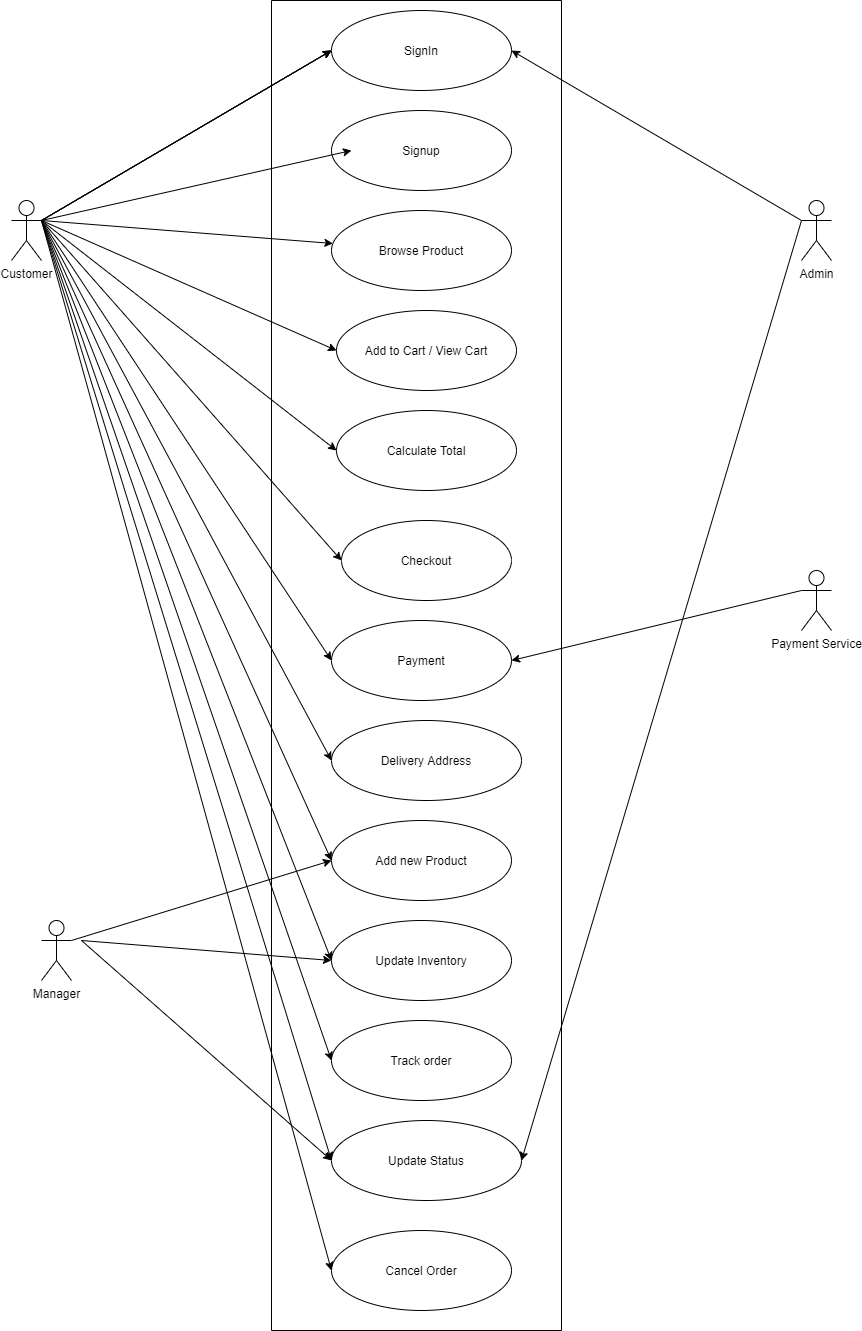 SignIn
Signup
Browse Product
Customer
Admin
Add to Cart / View Cart
Calculate Total
Checkout
Payment Service
Payment
Delivery Address
Add new Product
Update Inventory
Manager
Track order
Update Status
Cancel Order